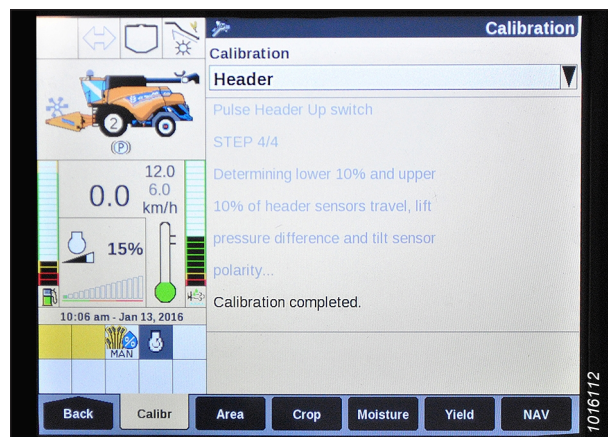 Calibration
Calibration
Header
Pulse Header Up switch
STEP 4/4
Determining lower 10% and upper
10% of header sensors travel, lift
pressure difference and tilt sensor
polarity...
Calibration completed.
2
(P)
12.0
0.0 6.0
km/h
15%
10:06 am - Jan 13, 2016
%
MAN
Back Calibr Area Crop Moisture Yield NAV
1016112